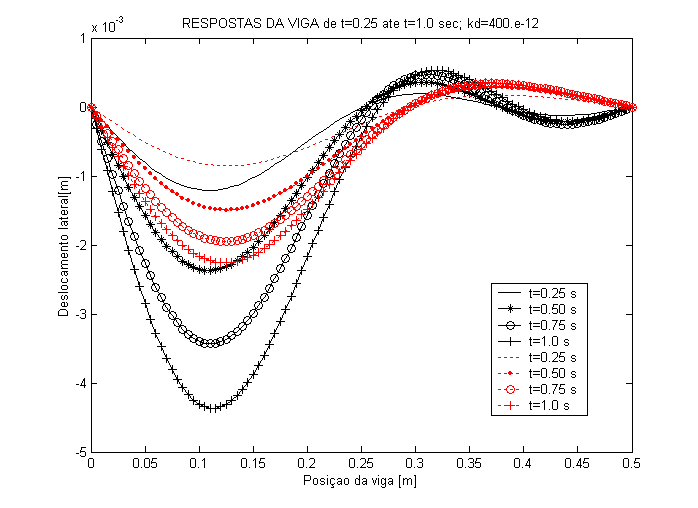 RESPOSTAS DA VIGA de t=0.25 ate t=1.0 sec; kd=400.e-12
x 10^-3
1
0
-1
-2
-3
-4
-5
Deslocamento lateral[m]
t=0.25 s
t=0.50 s
t=0.75 s
t=1.0 s
t=0.25 s
t=0.50 s
t=0.75 s
t=1.0 s
0 0.05 0.1 0.15 0.2 0.25 0.3 0.35 0.4 0.45 0.5
Posiçao da viga [m]